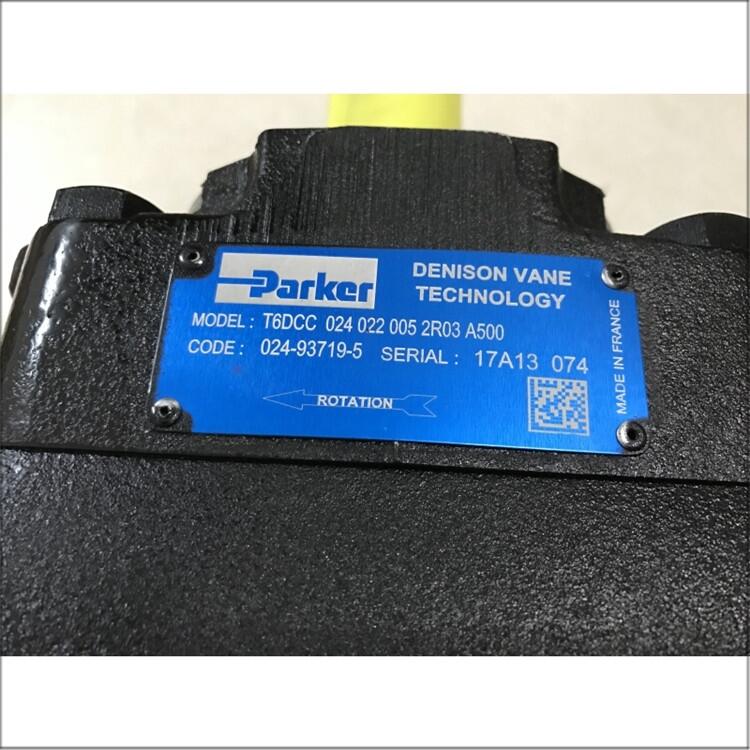 Parker
DENISON VANE
TECHNOLOGY
MODEL: T6DCC 024 022 005 2R03 A500
CODE: 024-93719-5 SERIAL: 17A13 074
ROTATION
MADE IN FRANCE